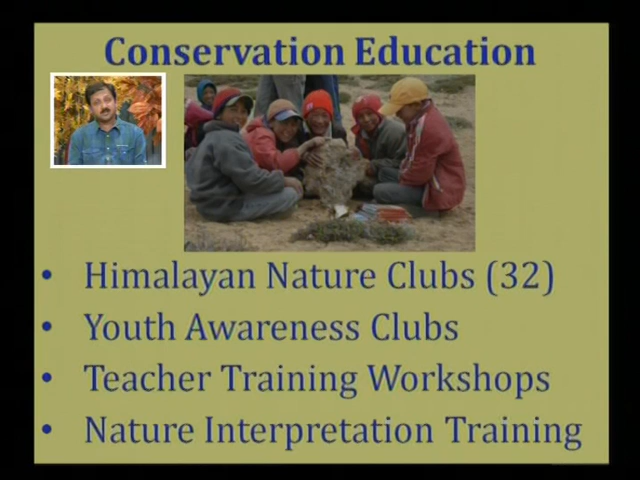 Conservation Education
• Himalayan Nature Clubs (32)
• Youth Awareness Clubs
• Teacher Training Workshops
• Nature Interpretation Training